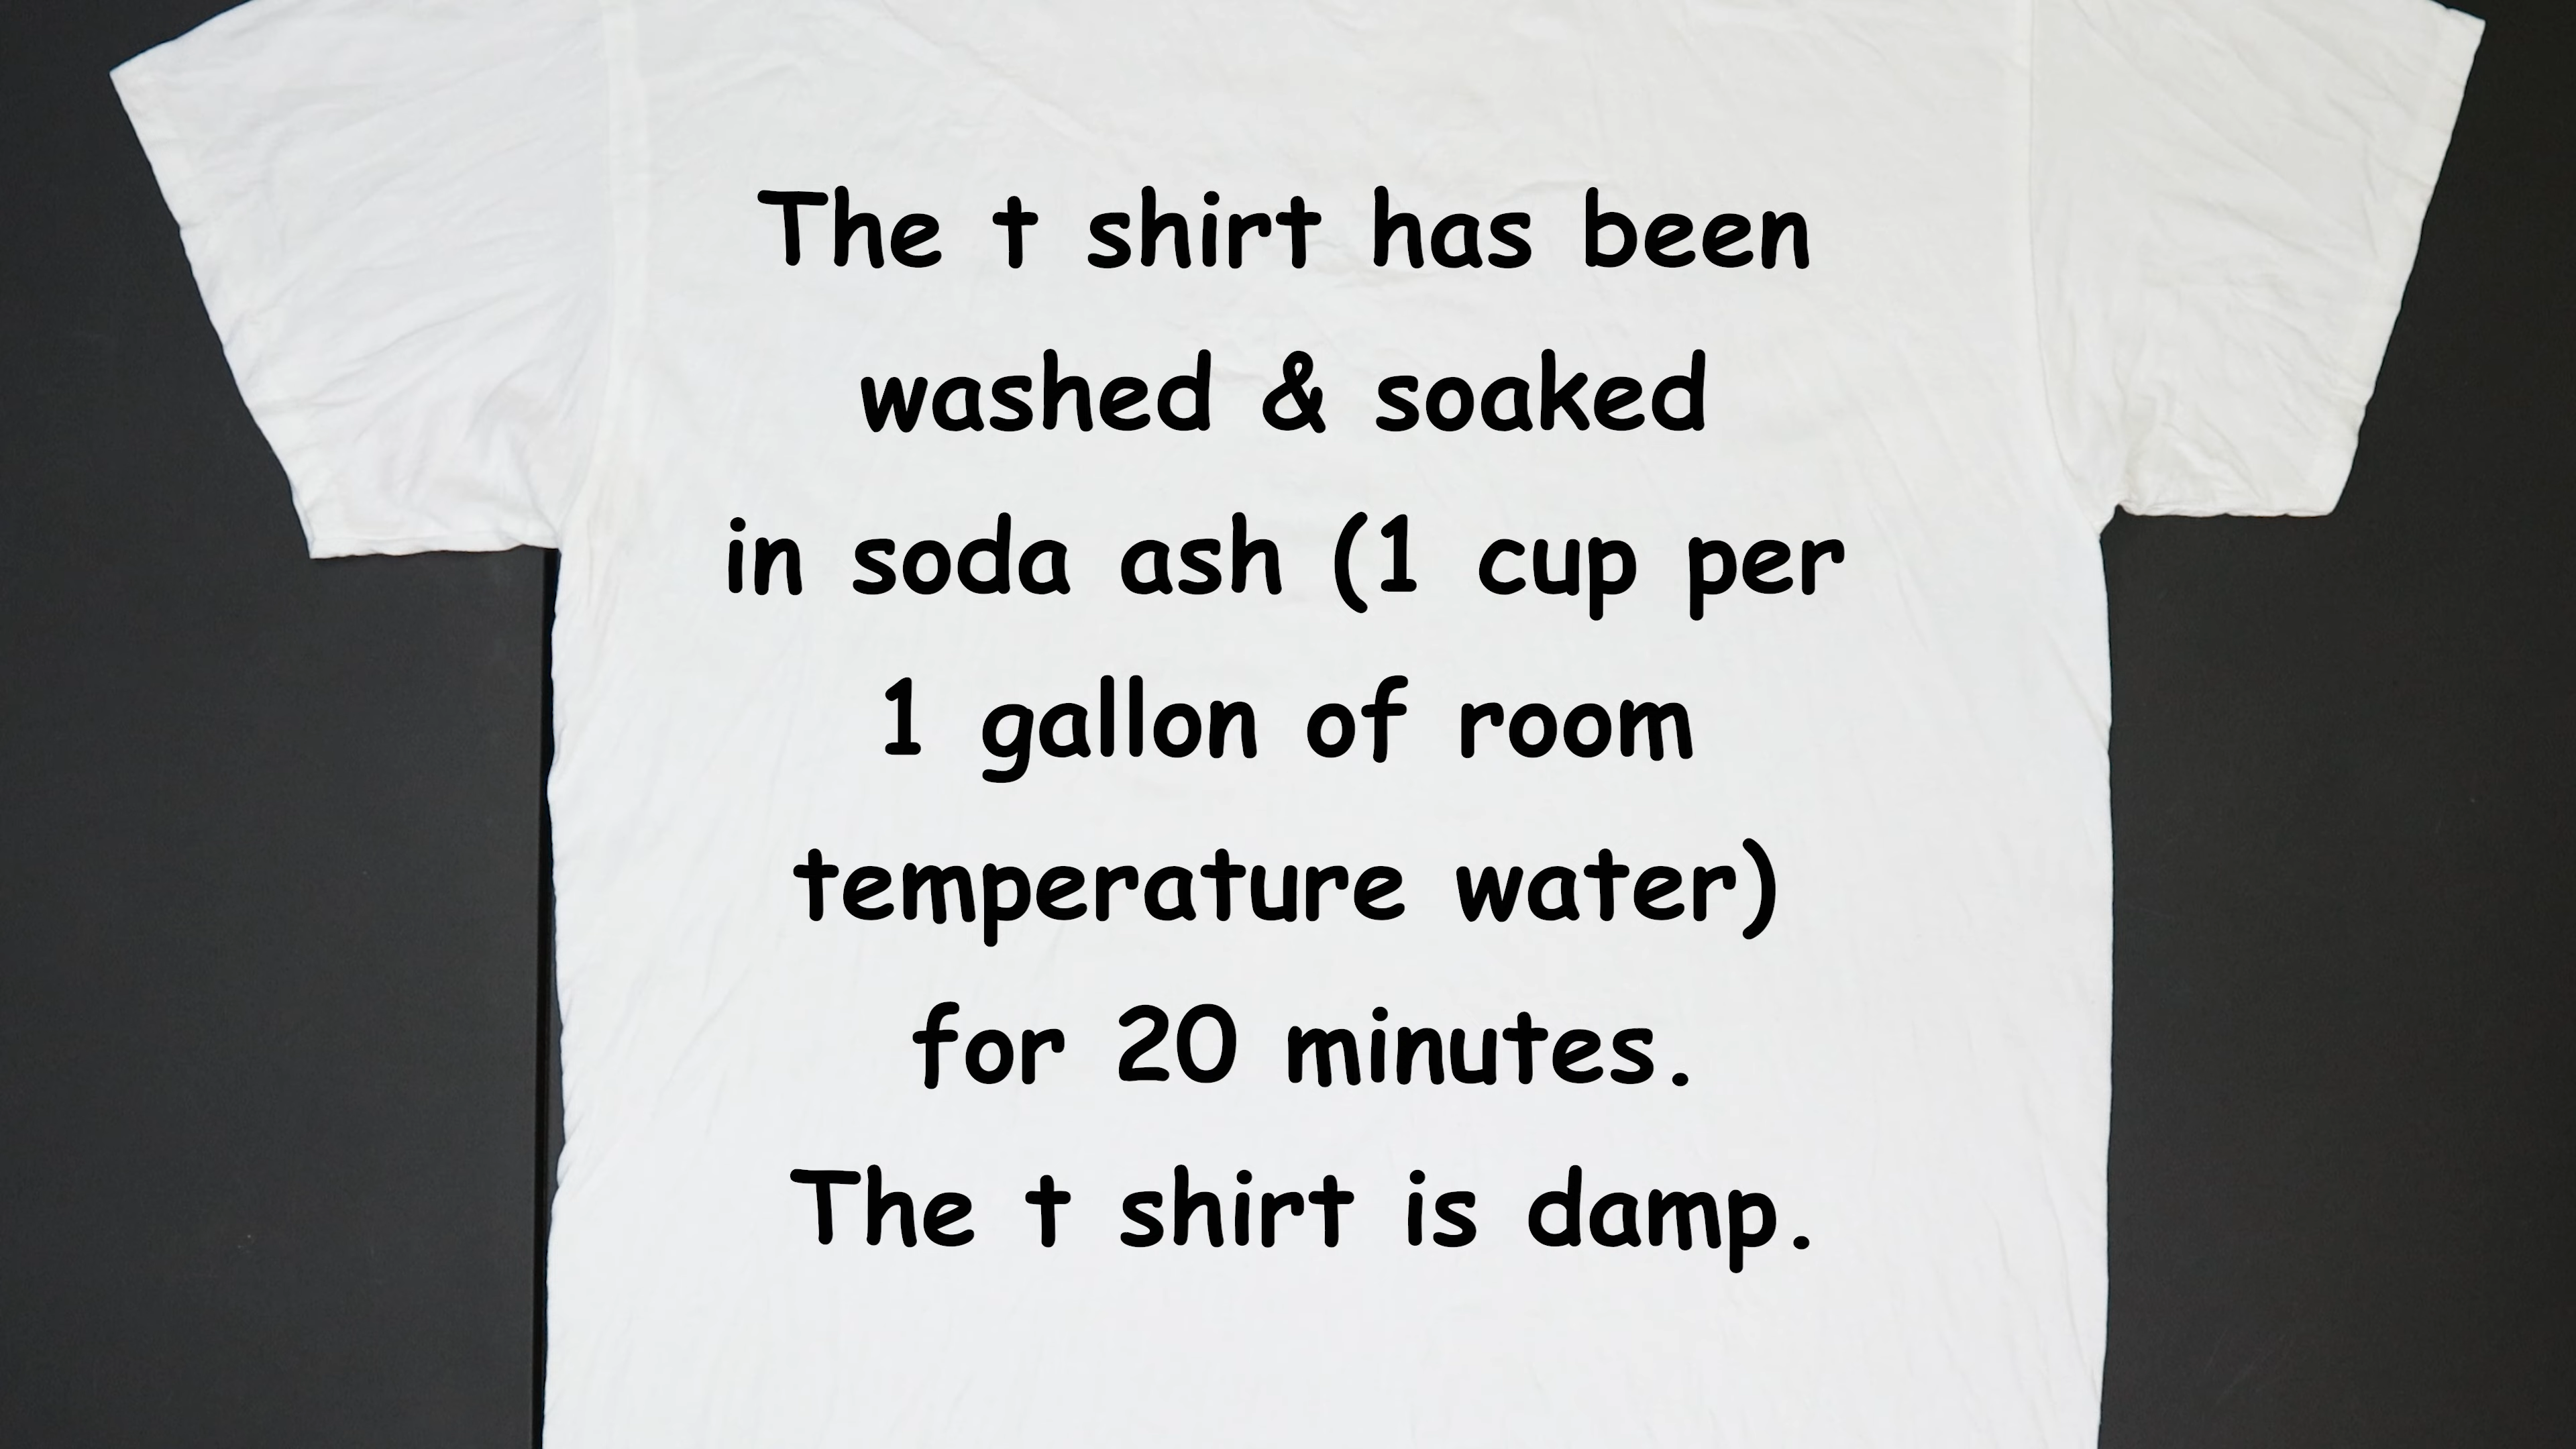 The t shirt has been
washed & soaked
in soda ash (1 cup per
1 gallon of room
temperature water)
for 20 minutes.
The t shirt is damp.